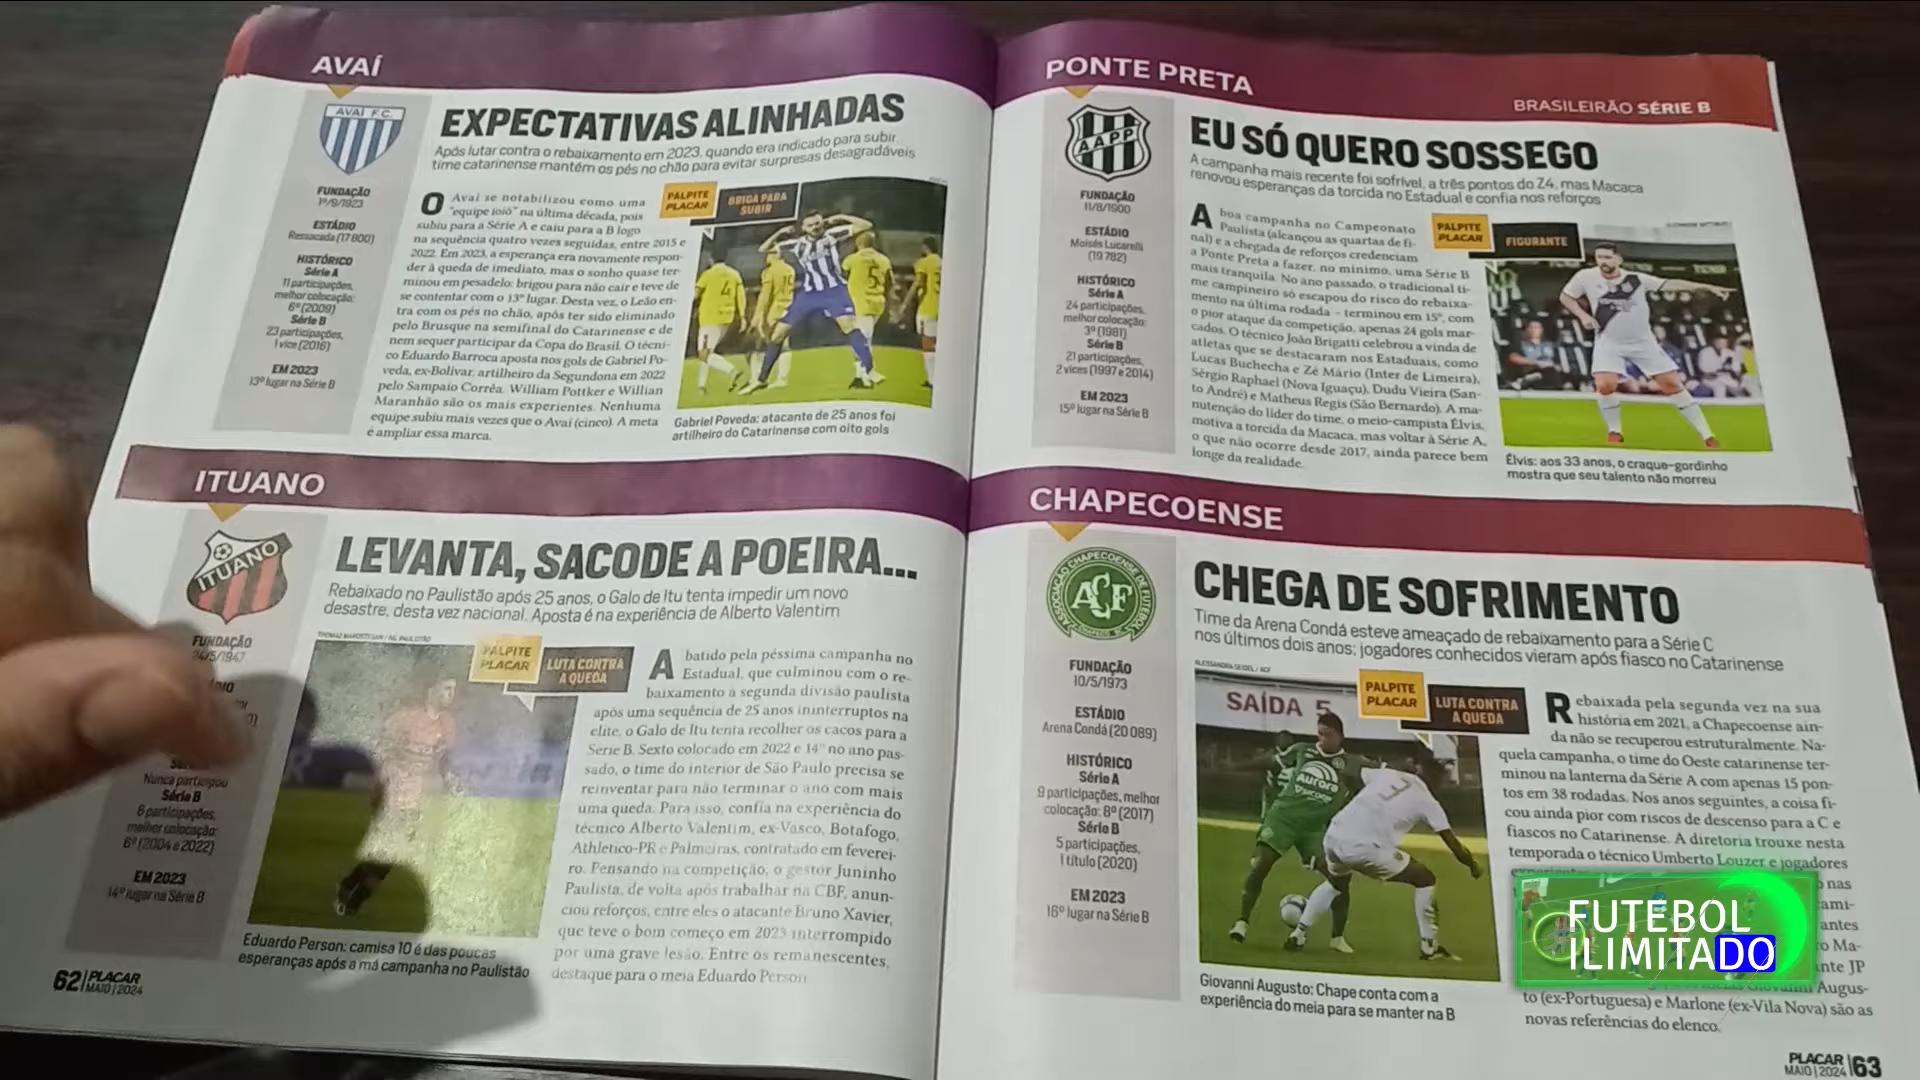 AVAÍ
AVAÍ F.C.
FUNDAÇÃO
1º/9/1923
ESTÁDIO
Ressacada (17 800)
HISTÓRICO
Série A
11 participações,
melhor colocação:
6º (2009)
Série B
23 participações,
1 vice (2016)
EM 2023
13º lugar na Série B
EXPECTATIVAS ALINHADAS
Após lutar contra o rebaixamento em 2023, quando era indicado para subir,
time catarinense mantém os pés no chão para evitar surpresas desagradáveis
PALPITE
PLACAR
BRIGA PARA
SUBIR
O Avaí se notabilizou como uma
"equipe ioiô" na última década, pois
subiu para a Série A e caiu para a B logo
na sequência quatro vezes seguidas, entre 2015 e
2022. Em 2023, a esperança era novamente respon-
der à queda de imediato, mas o sonho quase ter-
minou em pesadelo: brigou para não cair e teve de
se contentar com o 13º lugar. Desta vez, o Leão en-
tra com os pés no chão, após ter sido eliminado
pelo Brusque na semifinal do Catarinense e de
nem sequer participar da Copa do Brasil. O técni-
co Eduardo Barroca aposta nos gols de Gabriel Po-
veda, ex-Bolívar, artilheiro da Segundona em 2022
pelo Sampaio Corrêa. William Pottker e Willian
Maranhão são os mais experientes. Nenhuma
equipe subiu mais vezes que o Avaí (cinco). A meta
é ampliar essa marca.
4
5
Gabriel Poveda: atacante de 25 anos foi
artilheiro do Catarinense com oito gols
ITUANO
ITUANO
FUNDAÇÃO
24/5/1947
Nunca participou
Série B
6 participações,
melhor colocação:
6º (2004 e 2022)
EM 2023
14º lugar na Série B
LEVANTA, SACODE A POEIRA...
Rebaixado no Paulistão após 25 anos, o Galo de Itu tenta impedir um novo
desastre, desta vez nacional. Aposta é na experiência de Alberto Valentim
PALPITE
PLACAR
LUTA CONTRA
A QUEDA
Abatido pela péssima campanha no
Estadual, que culminou com o re-
baixamento à segunda divisão paulista
após uma sequência de 25 anos ininterruptos na
elite, o Galo de Itu tenta recolher os cacos para a
Série B. Sexto colocado em 2022 e 14º no ano pas-
sado, o time do interior de São Paulo precisa se
reinventar para não terminar o ano com mais
uma queda. Para isso, confia na experiência do
técnico Alberto Valentim, ex-Vasco, Botafogo,
Athletico-PR e Palmeiras, contratado em feverei-
ro. Pensando na competição, o gestor Juninho
Paulista, de volta após trabalhar na CBF, anun-
ciou reforços, entre eles o atacante Bruno Xavier,
que teve o bom começo em 2023 interrompido
por uma grave lesão. Entre os remanescentes,
destaque para o meia Eduardo Person
Eduardo Person: camisa 10 é das poucas
esperanças após a má campanha no Paulistão
62 | PLACAR
MAIO | 2024
PONTE PRETA
BRASILEIRÃO SÉRIE B
AAPP
FUNDAÇÃO
11/8/1900
ESTÁDIO
Moisés Lucarelli
(19 782)
HISTÓRICO
Série A
24 participações,
melhor colocação:
3º (1981)
Série B
21 participações,
2 vices (1997 e 2014)
EM 2023
15º lugar na Série B
EU SÓ QUERO SOSSEGO
A campanha mais recente foi sofrível, a três pontos do Z4, mas Macaca
renovou esperanças da torcida no Estadual e confia nos reforços
PALPITE
PLACAR
FIGURANTE
A boa campanha no Campeonato
Paulista (alcançou as quartas de fi-
nal) e a chegada de reforços credenciam
a Ponte Preta a fazer, no mínimo, uma Série B
mais tranquila. No ano passado, o tradicional ti-
me campineiro só escapou do risco do rebaixa-
mento na última rodada – terminou em 15º, com
o pior ataque da competição, apenas 24 gols mar-
cados. O técnico João Brigatti celebrou a vinda de
atletas que se destacaram nos Estaduais, como
Lucas Buchecha e Zé Mário (Inter de Limeira),
Sérgio Raphael (Nova Iguaçu), Dudu Vieira (San-
to André) e Matheus Regis (São Bernardo). A ma-
nutenção do líder do time, o meio-campista Élvis,
motiva a torcida da Macaca, mas voltar à Série A,
o que não ocorre desde 2017, ainda parece bem
longe da realidade.
Élvis: aos 33 anos, o craque-gordinho
mostra que seu talento não morreu
CHAPECOENSE
ASSOCIAÇÃO CHAPECOENSE DE FUTEBOL
ACF
FUNDAÇÃO
10/5/1973
ESTÁDIO
Arena Condá (20 089)
HISTÓRICO
Série A
9 participações, melhor
colocação: 8º (2017)
Série B
5 participações,
1 título (2020)
EM 2023
16º lugar na Série B
CHEGA DE SOFRIMENTO
Time da Arena Condá esteve ameaçado de rebaixamento para a Série C
nos últimos dois anos; jogadores conhecidos vieram após fiasco no Catarinense
ALESSANDRA SEIDEL / ACF
SAÍDA 5
Aurora
3
PALPITE
PLACAR
LUTA CONTRA
A QUEDA
Rebaixada pela segunda vez na sua
história em 2021, a Chapecoense ain-
da não se recuperou estruturalmente. Na-
quela campanha, o time do Oeste catarinense ter-
minou na lanterna da Série A com apenas 15 pon-
tos em 38 rodadas. Nos anos seguintes, a coisa fi-
cou ainda pior com riscos de descenso para a C e
fiascos no Catarinense. A diretoria trouxe nesta
temporada o técnico Umberto Louzer e jogadores
nas
antes
nte JP
Augus-
to (ex-Portuguesa) e Marlone (ex-Vila Nova) são as
novas referências do elenco.
Giovanni Augusto: Chape conta com a
experiência do meia para se manter na B
FUTEBOL
ILIMITADO
PLACAR | 63
MAIO | 2024